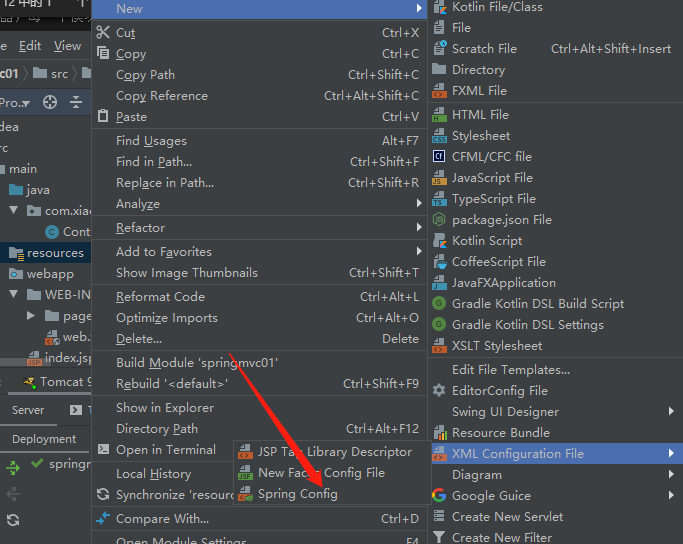 12 中的 1 个
Edit View
c01 src
Pro...
dea
rc
main
java
com.xiao
Cont
resources
webapp
WEB-IN
page
web.x
index.jsp
Tomcat 9
Server
Deployment
springm
New
Cut Ctrl+X
Copy Ctrl+C
Copy Path Ctrl+Shift+C
Copy Reference Ctrl+Alt+Shift+C
Paste Ctrl+V
Find Usages Alt+F7
Find in Path... Ctrl+Shift+F
Replace in Path... Ctrl+Shift+R
Analyze
Refactor
Add to Favorites
Show Image Thumbnails Ctrl+Shift+T
Reformat Code Ctrl+Alt+L
Optimize Imports Ctrl+Alt+O
Delete... Delete
Build Module 'springmvc01'
Rebuild '<default>' Ctrl+Shift+F9
Show in Explorer
Directory Path Ctrl+Alt+F12
Open in Terminal
Local History
Synchronize 'resour
Compare With... Ctrl+D
Open Module Settings F4
JSP Tag Library Descriptor
New Faces Config File
Spring Config
Kotlin File/Class
File
Scratch File Ctrl+Alt+Shift+Insert
Directory
FXML File
HTML File
Stylesheet
CFML/CFC file
JavaScript File
TypeScript File
package.json File
Kotlin Script
CoffeeScript File
JavaFXApplication
Gradle Kotlin DSL Build Script
Gradle Kotlin DSL Settings
XSLT Stylesheet
Edit File Templates...
EditorConfig File
Swing UI Designer
Resource Bundle
XML Configuration File
Diagram
Google Guice
Create New Servlet
Create New Filter